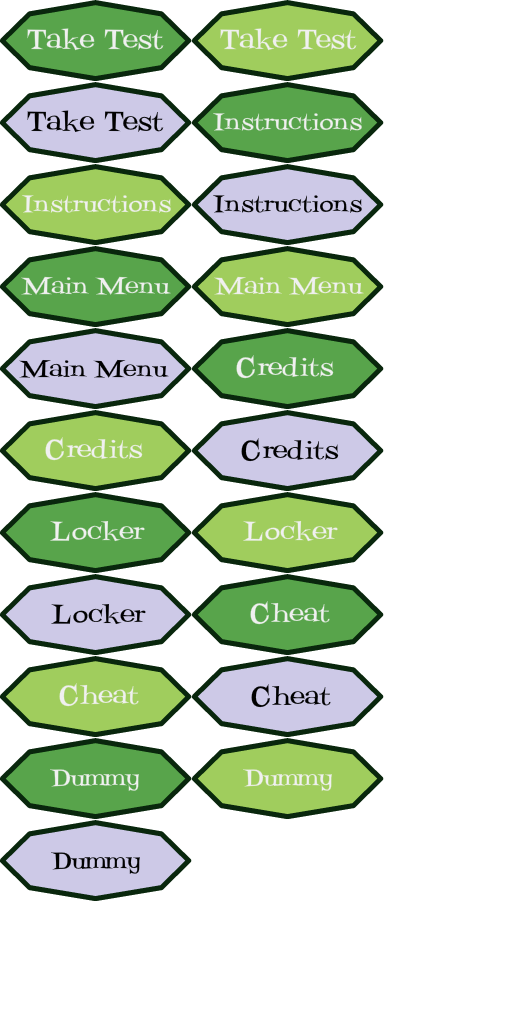 Take Test Take Test
Take Test Instructions
Instructions Instructions
Main Menu Main Menu
Main Menu Credits
Credits Credits
Locker Locker
Locker Cheat
Cheat Cheat
Dummy Dummy
Dummy